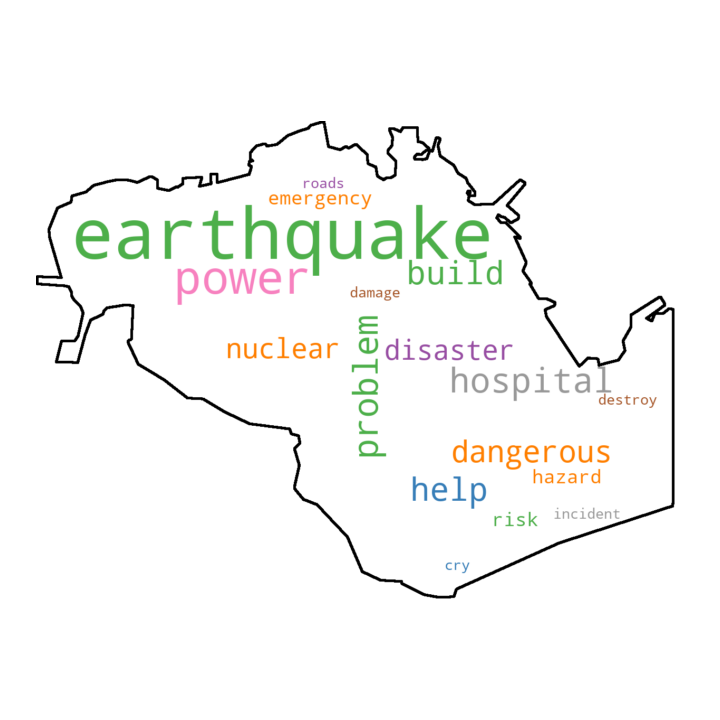 roads
emergency
earthquake
power
build
damage
problem
nuclear
disaster
hospital
destroy
dangerous
hazard
help
risk
incident
cry